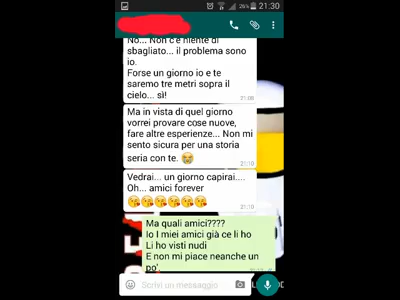 25%
21:30
No... Non c'è niente di
sbagliato... il problema sono
io.
Forse un giorno io e te
saremo tre metri sopra il
cielo... sì!
21:08
Ma in vista di quel giorno
vorrei provare cose nuove,
fare altre esperienze... Non mi
sento sicura per una storia
seria con te. 😭
21:10
Vedrai... un giorno capirai....
Oh... amici forever
😘😘😘😘😘😘
21:10
Ma quali amici????
Io I miei amici già ce li ho
Li ho visti nudi
E non mi piace neanche un
po'.
Scrivi un messaggio